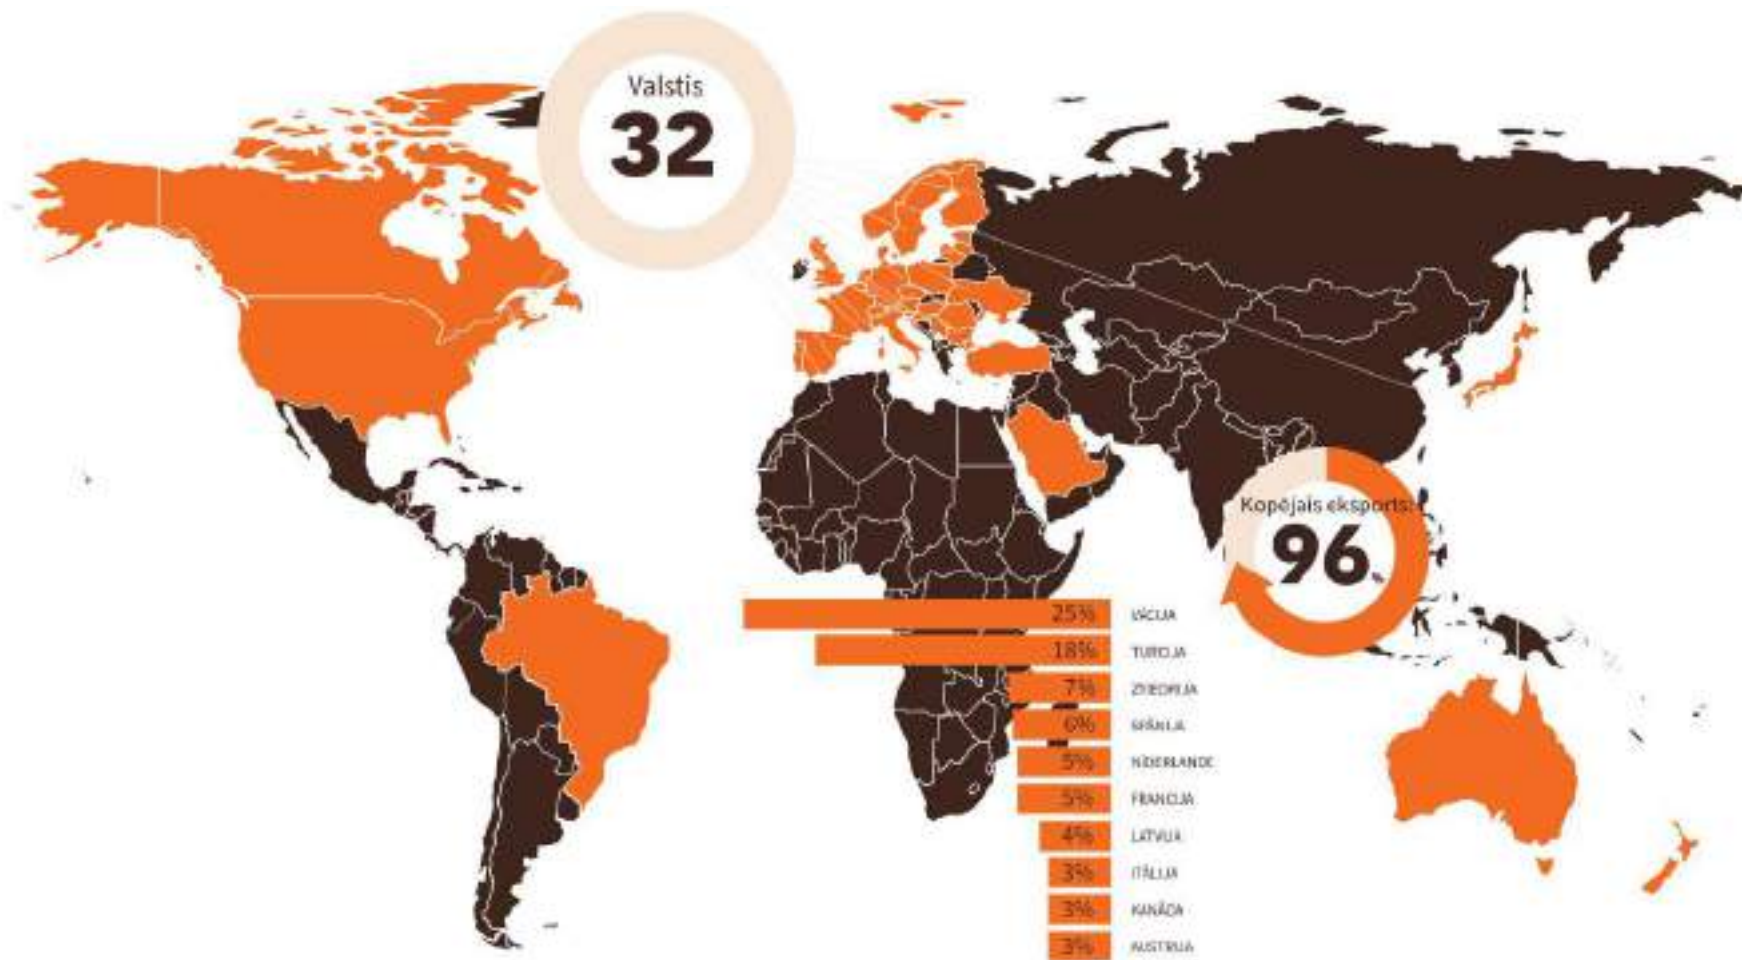 Valstis
32
Kopējais eksports:
96%
25% VĀCIJA
18% TURCIJA
7% ZVIEDRIJA
6% SPĀNIJA
5% NĪDERLANDE
5% FRANCIJA
4% LATVIJA
3% ITĀLIJA
3% KANĀDA
3% AUSTRIJA